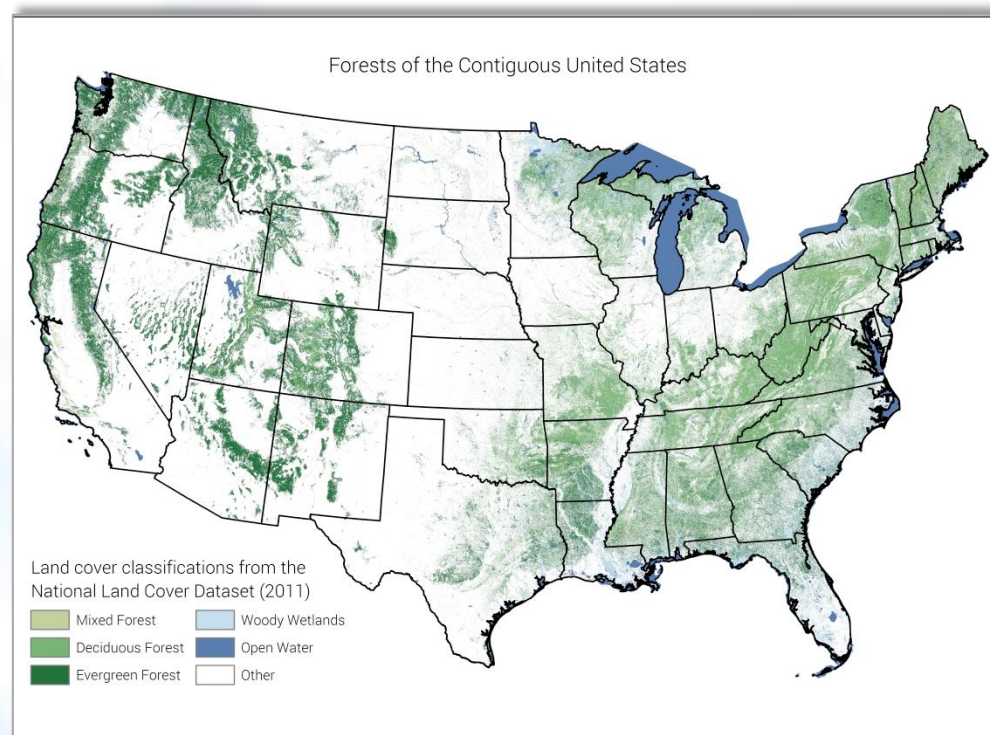 Forests of the Contiguous United States
Land cover classifications from the
National Land Cover Dataset (2011)
Mixed Forest
Woody Wetlands
Deciduous Forest
Open Water
Evergreen Forest
Other